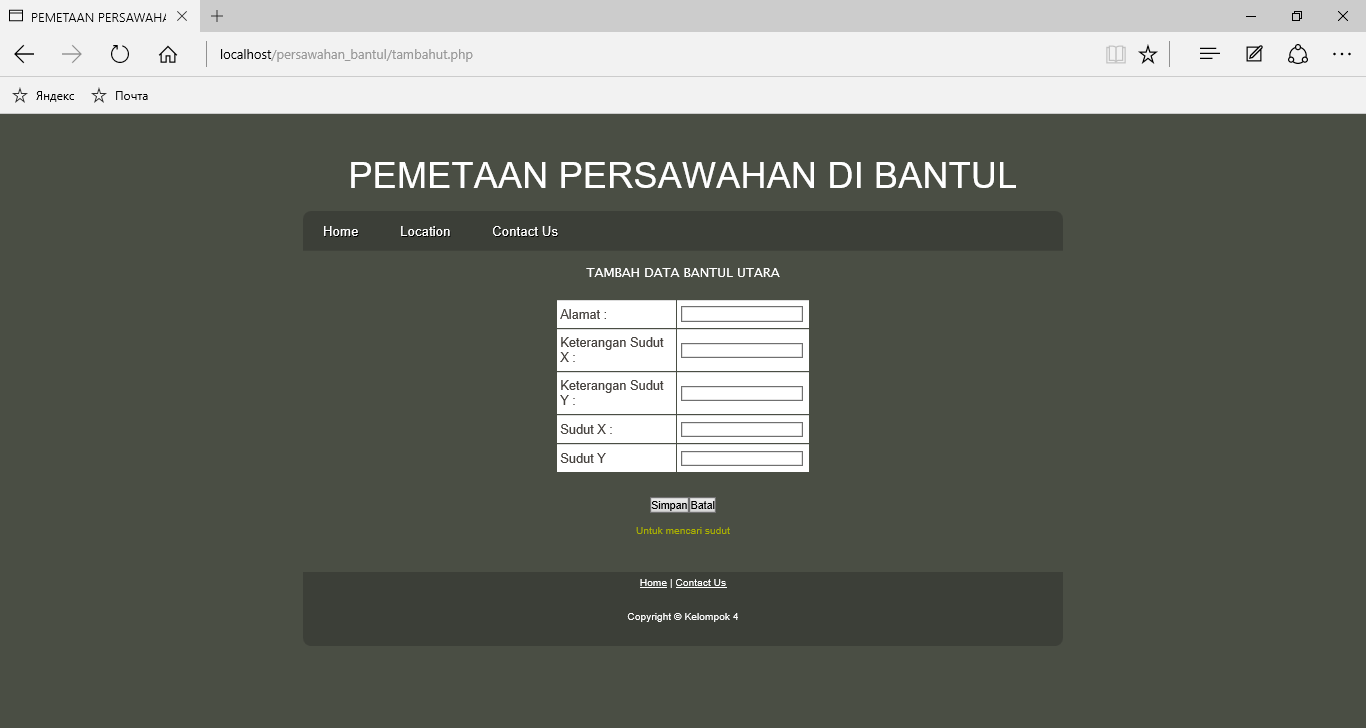 PEMETAAN PERSAWAHA
localhost/persawahan_bantul/tambahut.php
Яндекс Почта
PEMETAAN PERSAWAHAN DI BANTUL
Home Location Contact Us
TAMBAH DATA BANTUL UTARA
Alamat :
Keterangan Sudut
X :
Keterangan Sudut
Y :
Sudut X :
Sudut Y
Simpan Batal
Untuk mencari sudut
Home | Contact Us
Copyright © Kelompok 4